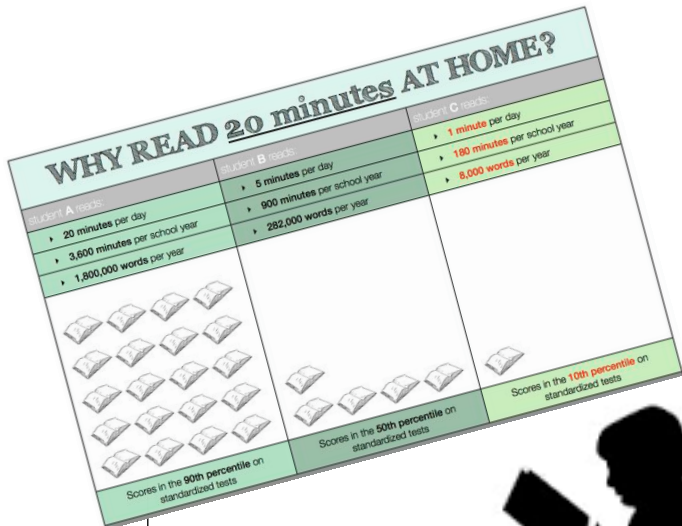 WHY READ 20 minutes AT HOME?
student A reads:
20 minutes per day
3,600 minutes per school year
1,800,000 words per year
Scores in the 90th percentile on
standardized tests
student B reads:
5 minutes per day
900 minutes per school year
282,000 words per year
Scores in the 50th percentile on
standardized tests
student C reads:
1 minute per day
180 minutes per school year
8,000 words per year
Scores in the 10th percentile on
standardized tests